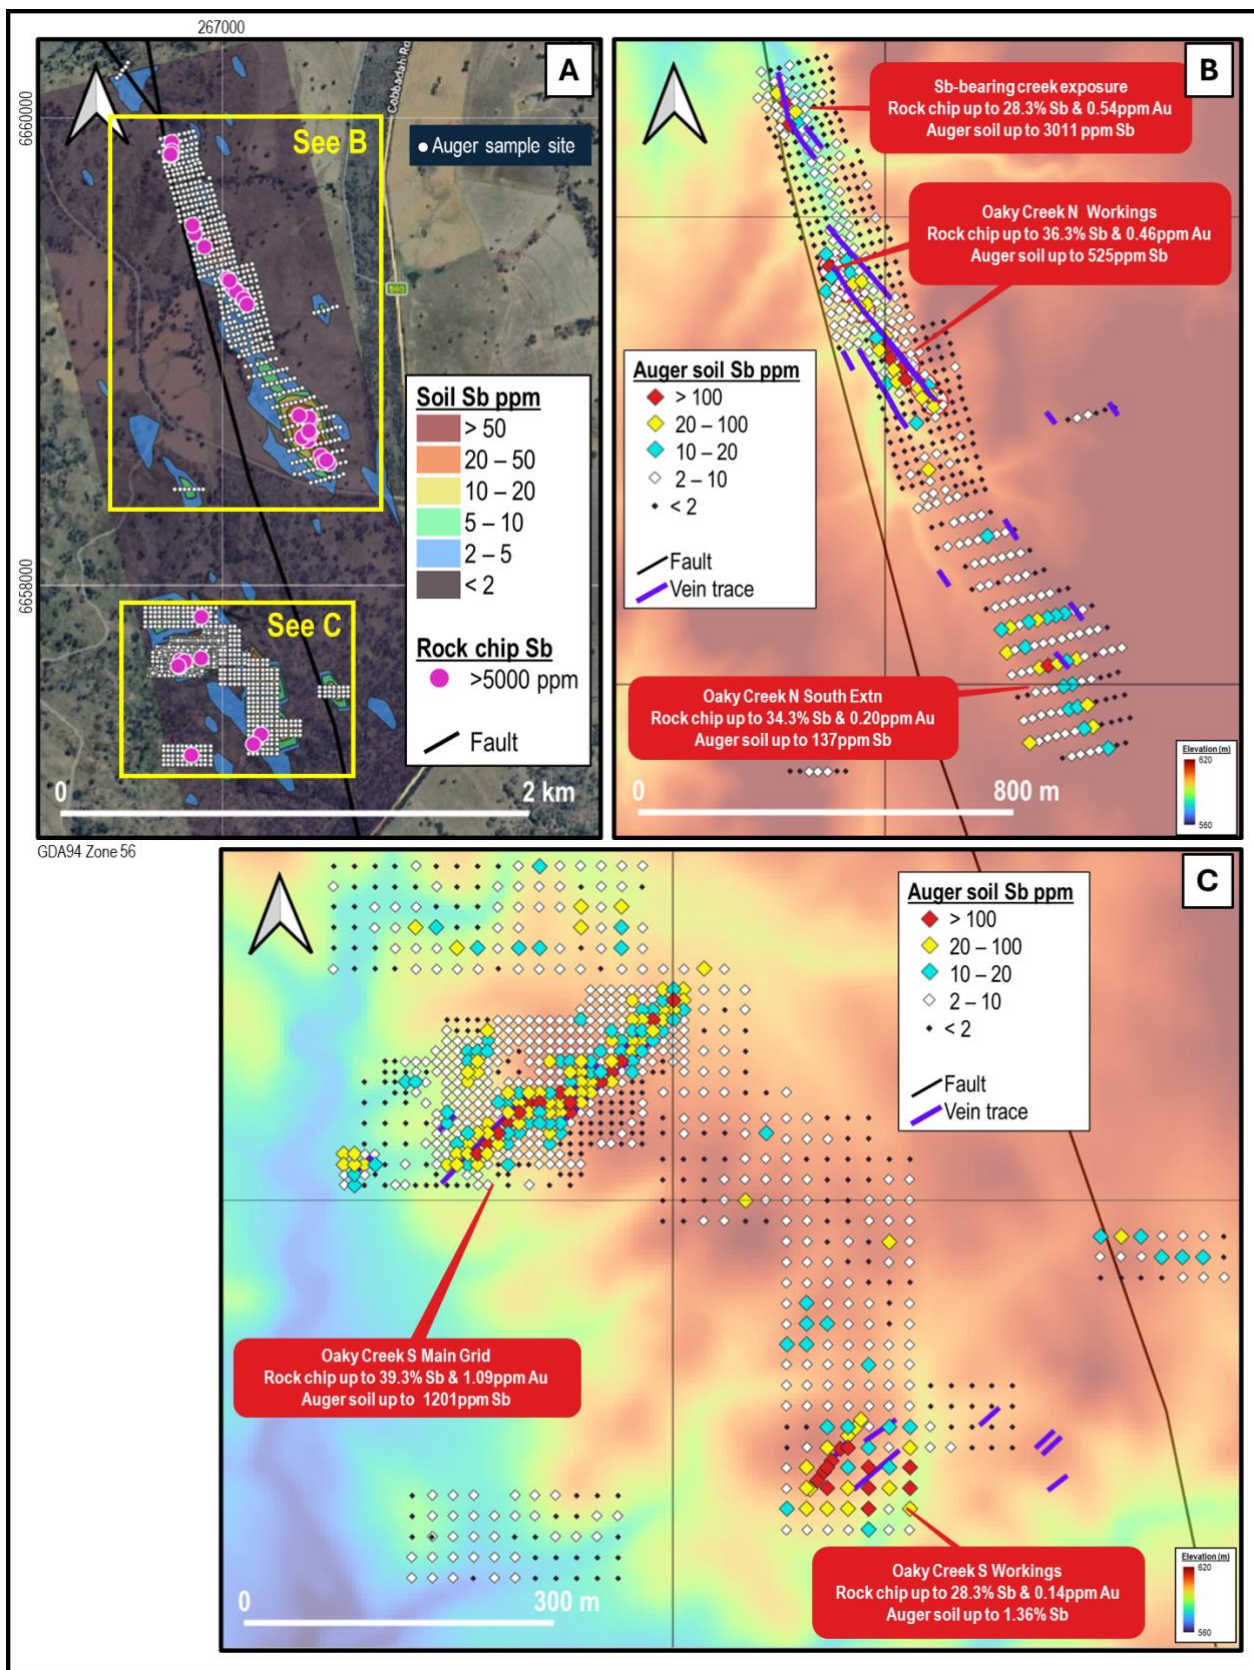 267000
6660000
6658000
A
Cobbadah Rd
See B
Auger sample site
B95
Soil Sb ppm
> 50
20 – 50
10 – 20
5 – 10
2 – 5
< 2
Rock chip Sb
>5000 ppm
Fault
See C
0 2 km
GDA94 Zone 56
B
Sb-bearing creek exposure
Rock chip up to 28.3% Sb & 0.54ppm Au
Auger soil up to 3011 ppm Sb
Oaky Creek N Workings
Rock chip up to 36.3% Sb & 0.46ppm Au
Auger soil up to 525ppm Sb
Auger soil Sb ppm
> 100
20 – 100
10 – 20
2 – 10
< 2
Fault
Vein trace
Oaky Creek N South Extn
Rock chip up to 34.3% Sb & 0.20ppm Au
Auger soil up to 137ppm Sb
0 800 m
Elevation (m)
620
560
C
Auger soil Sb ppm
> 100
20 – 100
10 – 20
2 – 10
< 2
Fault
Vein trace
Oaky Creek S Main Grid
Rock chip up to 39.3% Sb & 1.09ppm Au
Auger soil up to 1201ppm Sb
Oaky Creek S Workings
Rock chip up to 28.3% Sb & 0.14ppm Au
Auger soil up to 1.36% Sb
0 300 m
Elevation (m)
620
560